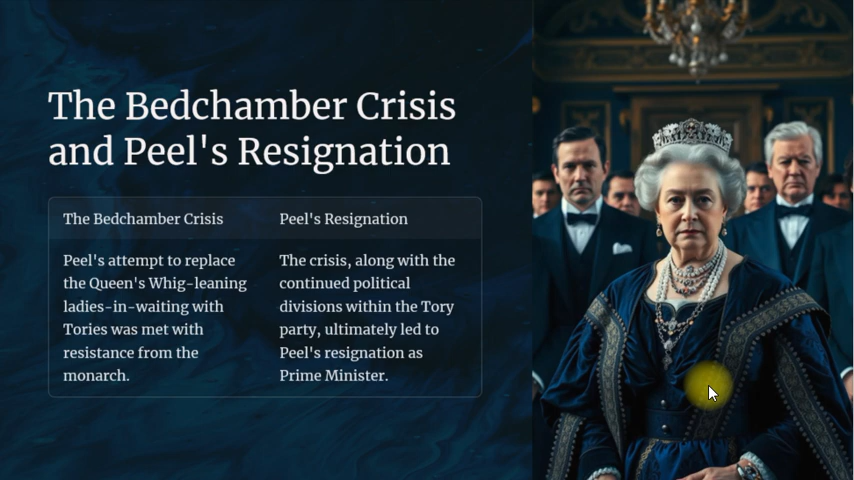 The Bedchamber Crisis
and Peel's Resignation
The Bedchamber Crisis
Peel's attempt to replace
the Queen's Whig-leaning
ladies-in-waiting with
Tories was met with
resistance from the
monarch.
Peel's Resignation
The crisis, along with the
continued political
divisions within the Tory
party, ultimately led to
Peel's resignation as
Prime Minister.